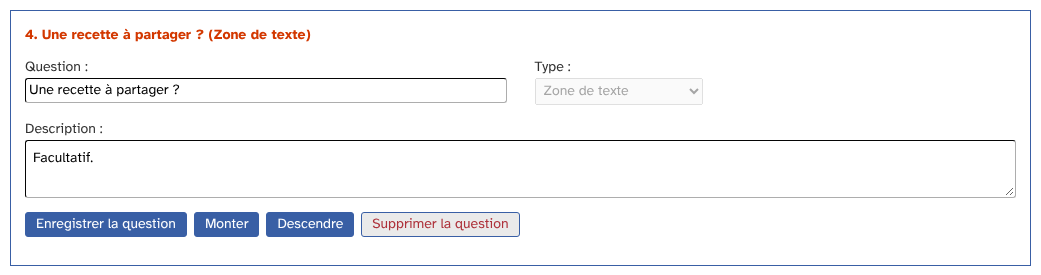 4. Une recette à partager ? (Zone de texte)
Question :
Type :
Une recette à partager ?
Zone de texte
Description :
Facultatif.
Enregistrer la question
Monter
Descendre
Supprimer la question